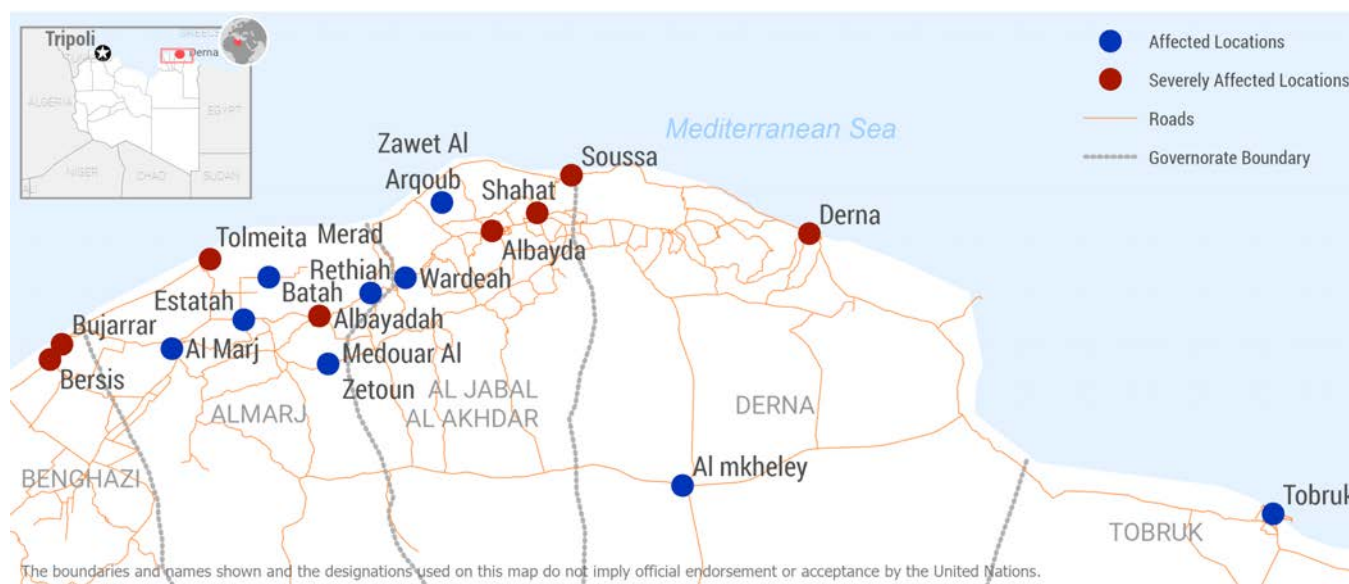 Tripoli
Derna
ALGERIA
EGYPT
NIGER
CHAD
SUDAN
Affected Locations
Severely Affected Locations
Roads
Governorate Boundary
Mediterranean Sea
Zawet Al
Arqoub
Soussa
Shahat
Derna
Tolmeita
Merad
Albayda
Rethiah
Wardeah
Batah
Estatah
Albayadah
Bujarrar
Al Marj
Medouar Al
Zetoun
Bersis
AL JABAL
AL AKHDAR
ALMARJ
DERNA
BENGHAZI
Al mkheley
Tobruk
TOBRUK
The boundaries and names shown and the designations used on this map do not imply official endorsement or acceptance by the United Nations.